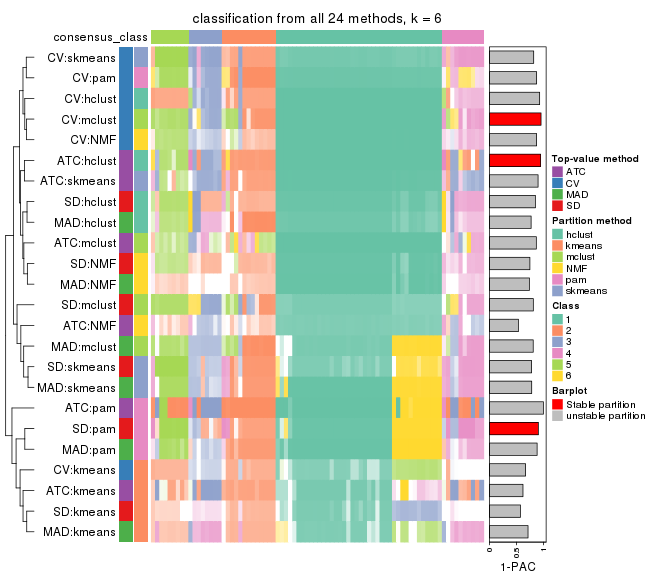 classification from all 24 methods, k = 6
consensus_class
CV:skmeans
CV:pam
CV:hclust
CV:mclust
CV:NMF
ATC:hclust
ATC:skmeans
SD:hclust
MAD:hclust
ATC:mclust
SD:NMF
MAD:NMF
SD:mclust
ATC:NMF
MAD:mclust
SD:skmeans
MAD:skmeans
ATC:pam
SD:pam
MAD:pam
CV:kmeans
ATC:kmeans
SD:kmeans
MAD:kmeans
0
0.5
1
1-PAC
Top-value method
ATC
CV
MAD
SD
Partition method
hclust
kmeans
mclust
NMF
pam
skmeans
Class
1
2
3
4
5
6
Barplot
Stable partition
unstable partition